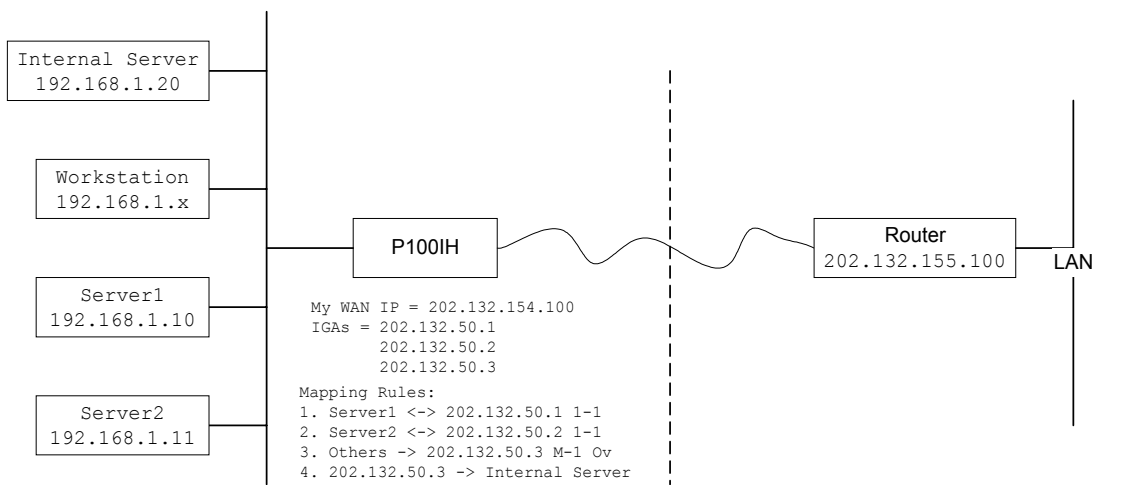 Internal Server
192.168.1.20
Workstation
192.168.1.x
Server1
192.168.1.10
Server2
192.168.1.11
P100IH
My WAN IP = 202.132.154.100
IGAs = 202.132.50.1
202.132.50.2
202.132.50.3
Mapping Rules:
1. Server1 <-> 202.132.50.1 1-1
2. Server2 <-> 202.132.50.2 1-1
3. Others -> 202.132.50.3 M-1 Ov
4. 202.132.50.3 -> Internal Server
Router
202.132.155.100
LAN